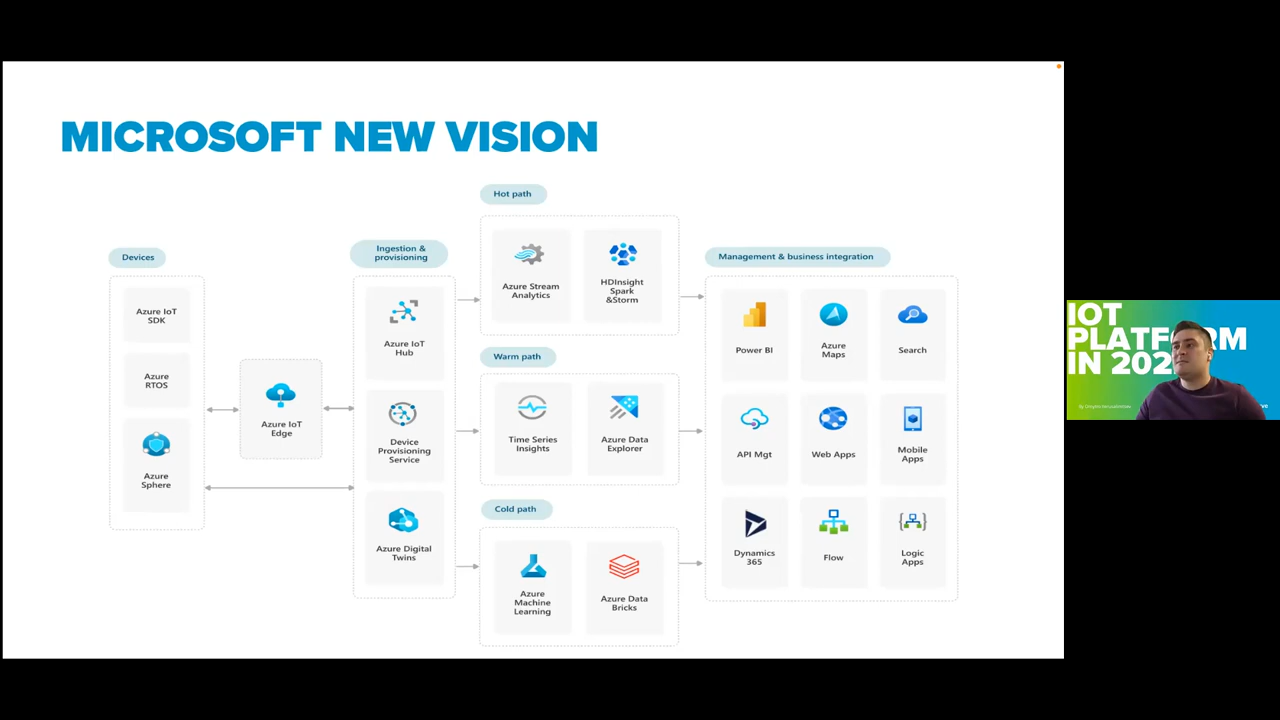 MICROSOFT NEW VISION
Hot path
Devices
Ingestion &
provisioning
Management & business integration
Azure IoT
SDK
Azure
RTOS
Azure
Sphere
Azure IoT
Edge
Azure IoT
Hub
Device
Provisioning
Service
Azure Digital
Twins
Azure Stream
Analytics
HDInsight
Spark
&Storm
Warm path
Time Series
Insights
Azure Data
Explorer
Cold path
Azure
Machine
Learning
Azure Data
Bricks
Power BI
Azure
Maps
Search
API Mgt
Web Apps
Mobile
Apps
Dynamics
365
Flow
Logic
Apps
IOT
PLATFORM
IN 202